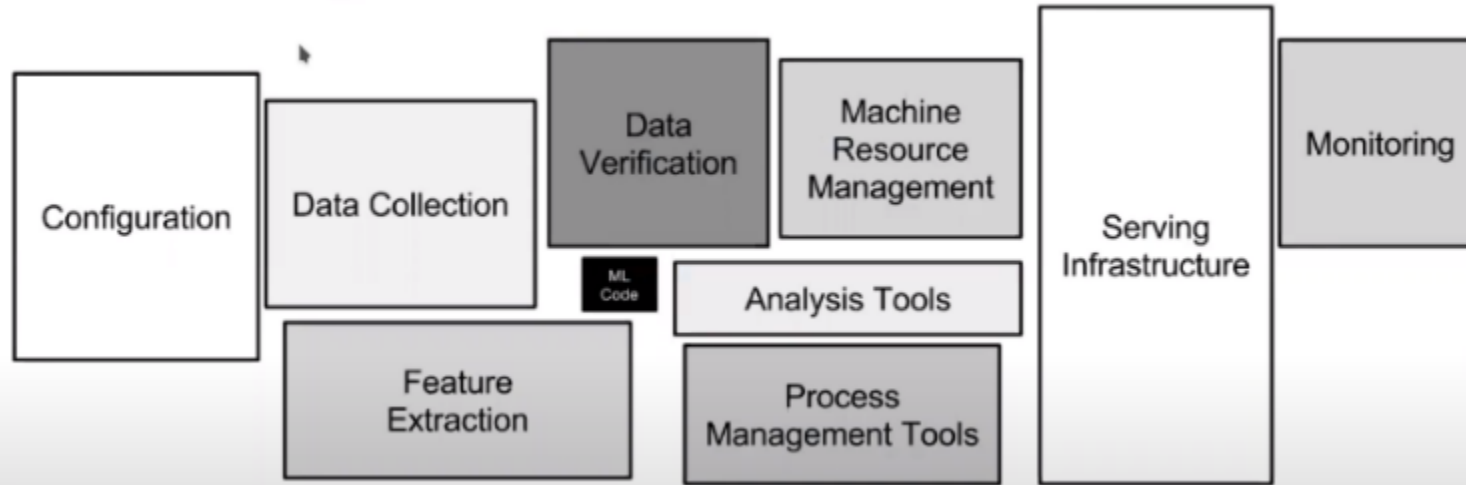 Configuration
Data Collection
Data
Verification
Machine
Resource
Management
Serving
Infrastructure
Monitoring
ML
Code
Analysis Tools
Feature
Extraction
Process
Management Tools